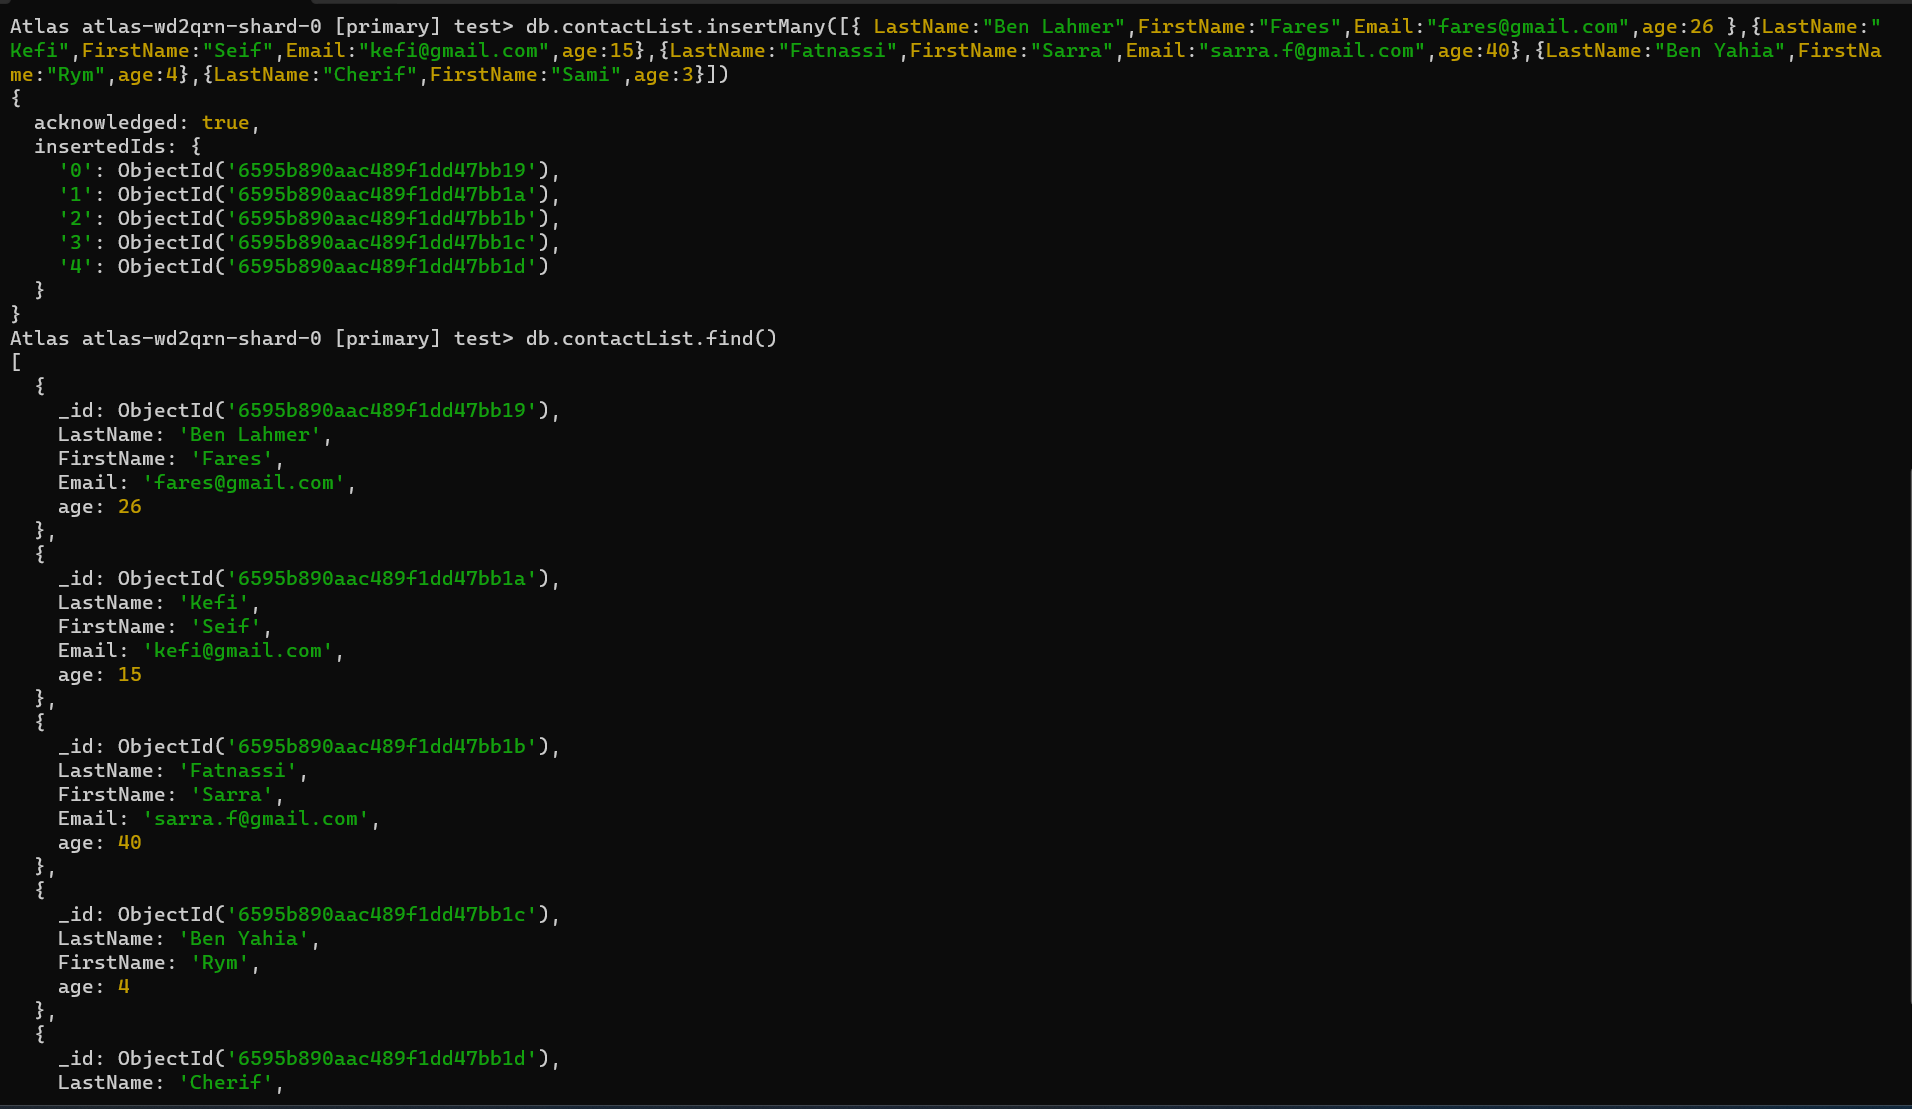 Atlas atlas-wd2qrn-shard-0 [primary] test> db.contactList.insertMany([{ LastName:"Ben Lahmer",FirstName:"Fares",Email:"fares@gmail.com",age:26 },{LastName:"
Kefi",FirstName:"Seif",Email:"kefi@gmail.com",age:15},{LastName:"Fatnassi",FirstName:"Sarra",Email:"sarra.f@gmail.com",age:40},{LastName:"Ben Yahia",FirstNa
me:"Rym",age:4},{LastName:"Cherif",FirstName:"Sami",age:3}])
{
  acknowledged: true,
  insertedIds: {
    '0': ObjectId('6595b890aac489f1dd47bb19'),
    '1': ObjectId('6595b890aac489f1dd47bb1a'),
    '2': ObjectId('6595b890aac489f1dd47bb1b'),
    '3': ObjectId('6595b890aac489f1dd47bb1c'),
    '4': ObjectId('6595b890aac489f1dd47bb1d')
  }
}
Atlas atlas-wd2qrn-shard-0 [primary] test> db.contactList.find()
[
  {
    _id: ObjectId('6595b890aac489f1dd47bb19'),
    LastName: 'Ben Lahmer',
    FirstName: 'Fares',
    Email: 'fares@gmail.com',
    age: 26
  },
  {
    _id: ObjectId('6595b890aac489f1dd47bb1a'),
    LastName: 'Kefi',
    FirstName: 'Seif',
    Email: 'kefi@gmail.com',
    age: 15
  },
  {
    _id: ObjectId('6595b890aac489f1dd47bb1b'),
    LastName: 'Fatnassi',
    FirstName: 'Sarra',
    Email: 'sarra.f@gmail.com',
    age: 40
  },
  {
    _id: ObjectId('6595b890aac489f1dd47bb1c'),
    LastName: 'Ben Yahia',
    FirstName: 'Rym',
    age: 4
  },
  {
    _id: ObjectId('6595b890aac489f1dd47bb1d'),
    LastName: 'Cherif',